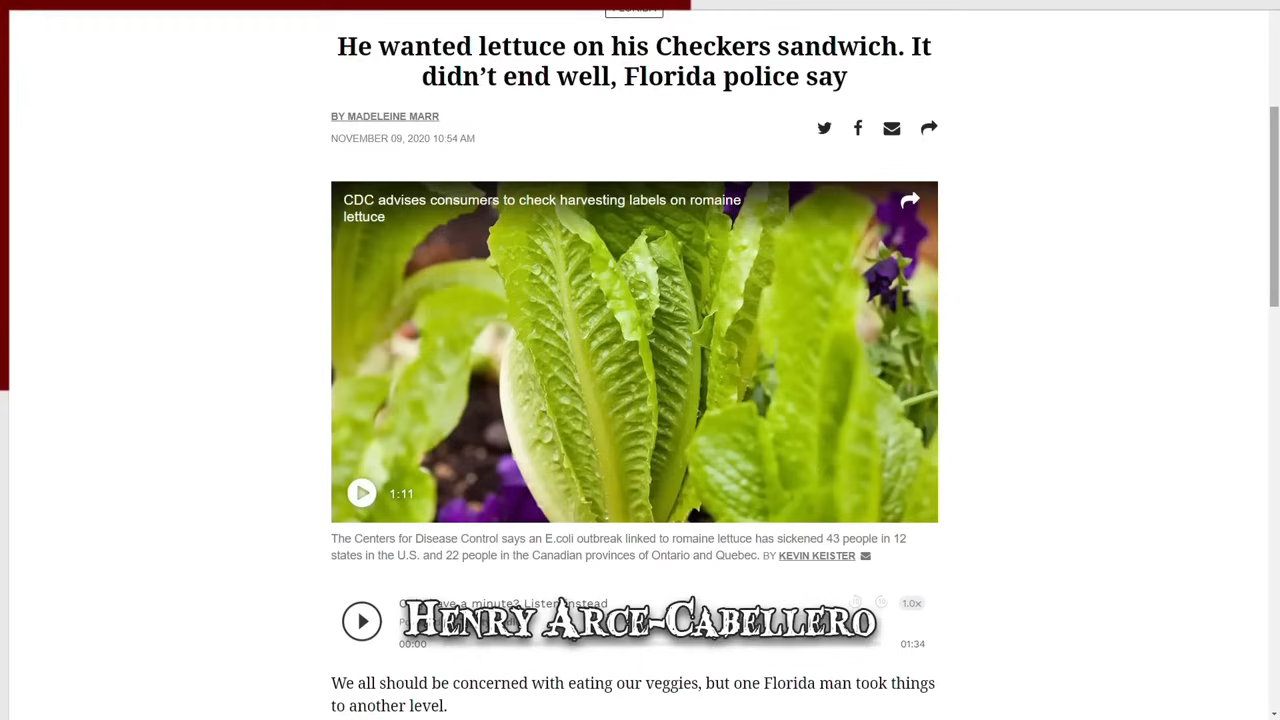 He wanted lettuce on his Checkers sandwich. It
didn’t end well, Florida police say
BY MADELEINE MARR
NOVEMBER 09, 2020 10:54 AM
CDC advises consumers to check harvesting labels on romaine
lettuce
1:11
The Centers for Disease Control says an E.coli outbreak linked to romaine lettuce has sickened 43 people in 12
states in the U.S. and 22 people in the Canadian provinces of Ontario and Quebec. BY KEVIN KEISTER
a minute? Listen instead
1.0x
Henry Arce-Cabellero
00:00
01:34
We all should be concerned with eating our veggies, but one Florida man took things
to another level.